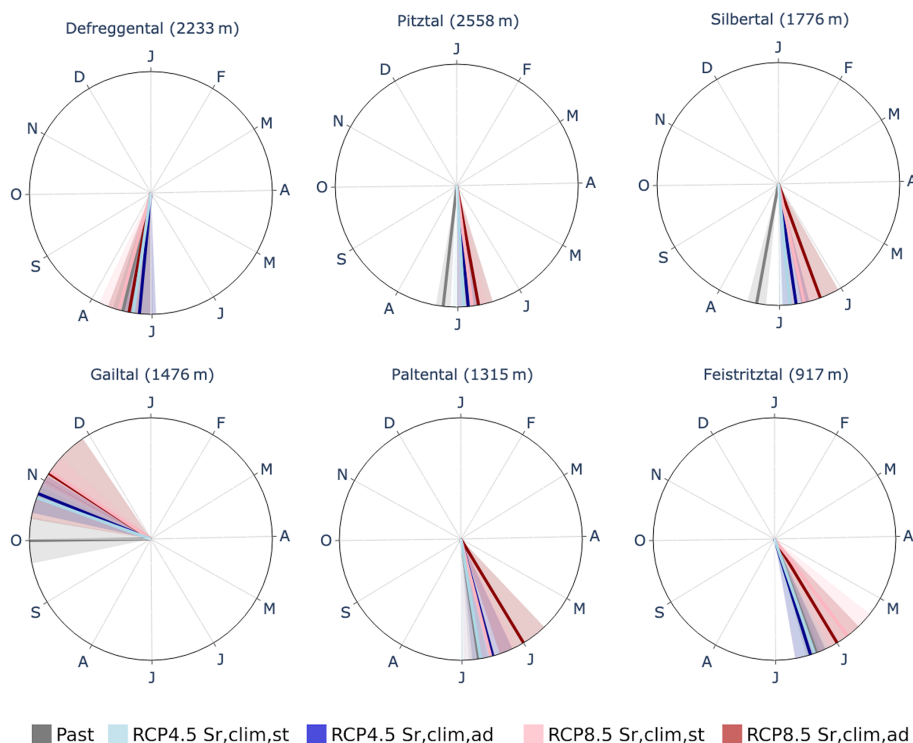 Defreggental (2233 m)
J
F
M
A
M
J
J
A
S
O
N
D
Pitztal (2558 m)
J
F
M
A
M
J
J
A
S
O
N
D
Silbertal (1776 m)
J
F
M
A
M
J
J
A
S
O
N
D
Gailtal (1476 m)
J
F
M
A
M
J
J
A
S
O
N
D
Paltental (1315 m)
J
F
M
A
M
J
J
A
S
O
N
D
Feistritztal (917 m)
J
F
M
A
M
J
J
A
S
O
N
D
Past RCP4.5 Sr,clim,st RCP4.5 Sr,clim,ad RCP8.5 Sr,clim,st RCP8.5 Sr,clim,ad